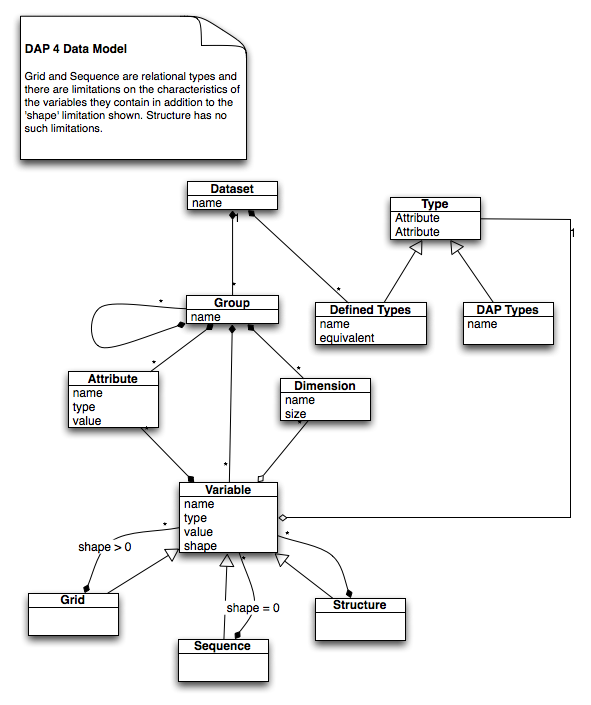 DAP 4 Data Model
Grid and Sequence are relational types and
there are limitations on the characteristics of
the variables they contain in addition to the
'shape' limitation shown. Structure has no
such limitations.
Dataset
name
Type
Attribute
Attribute
1
1
*
*
Group
name
*
Defined Types
name
equivalent
DAP Types
name
*
*
Attribute
name
type
value
Dimension
name
size
*
*
*
Variable
name
type
value
shape
*
*
*
shape > 0
Grid
shape = 0
Structure
Sequence